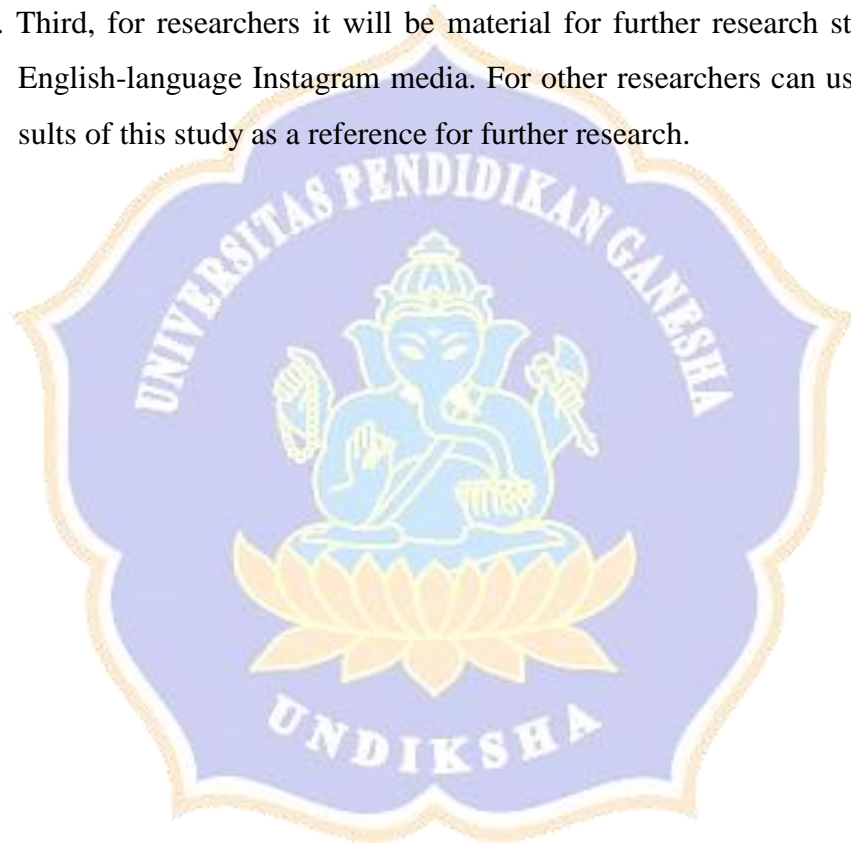 . Third, for researchers it will be material for further research st
English-language Instagram media. For other researchers can us
sults of this study as a reference for further research.
UNIVERSITAS PENDIDIKAN GANESHA
UNDIKSHA